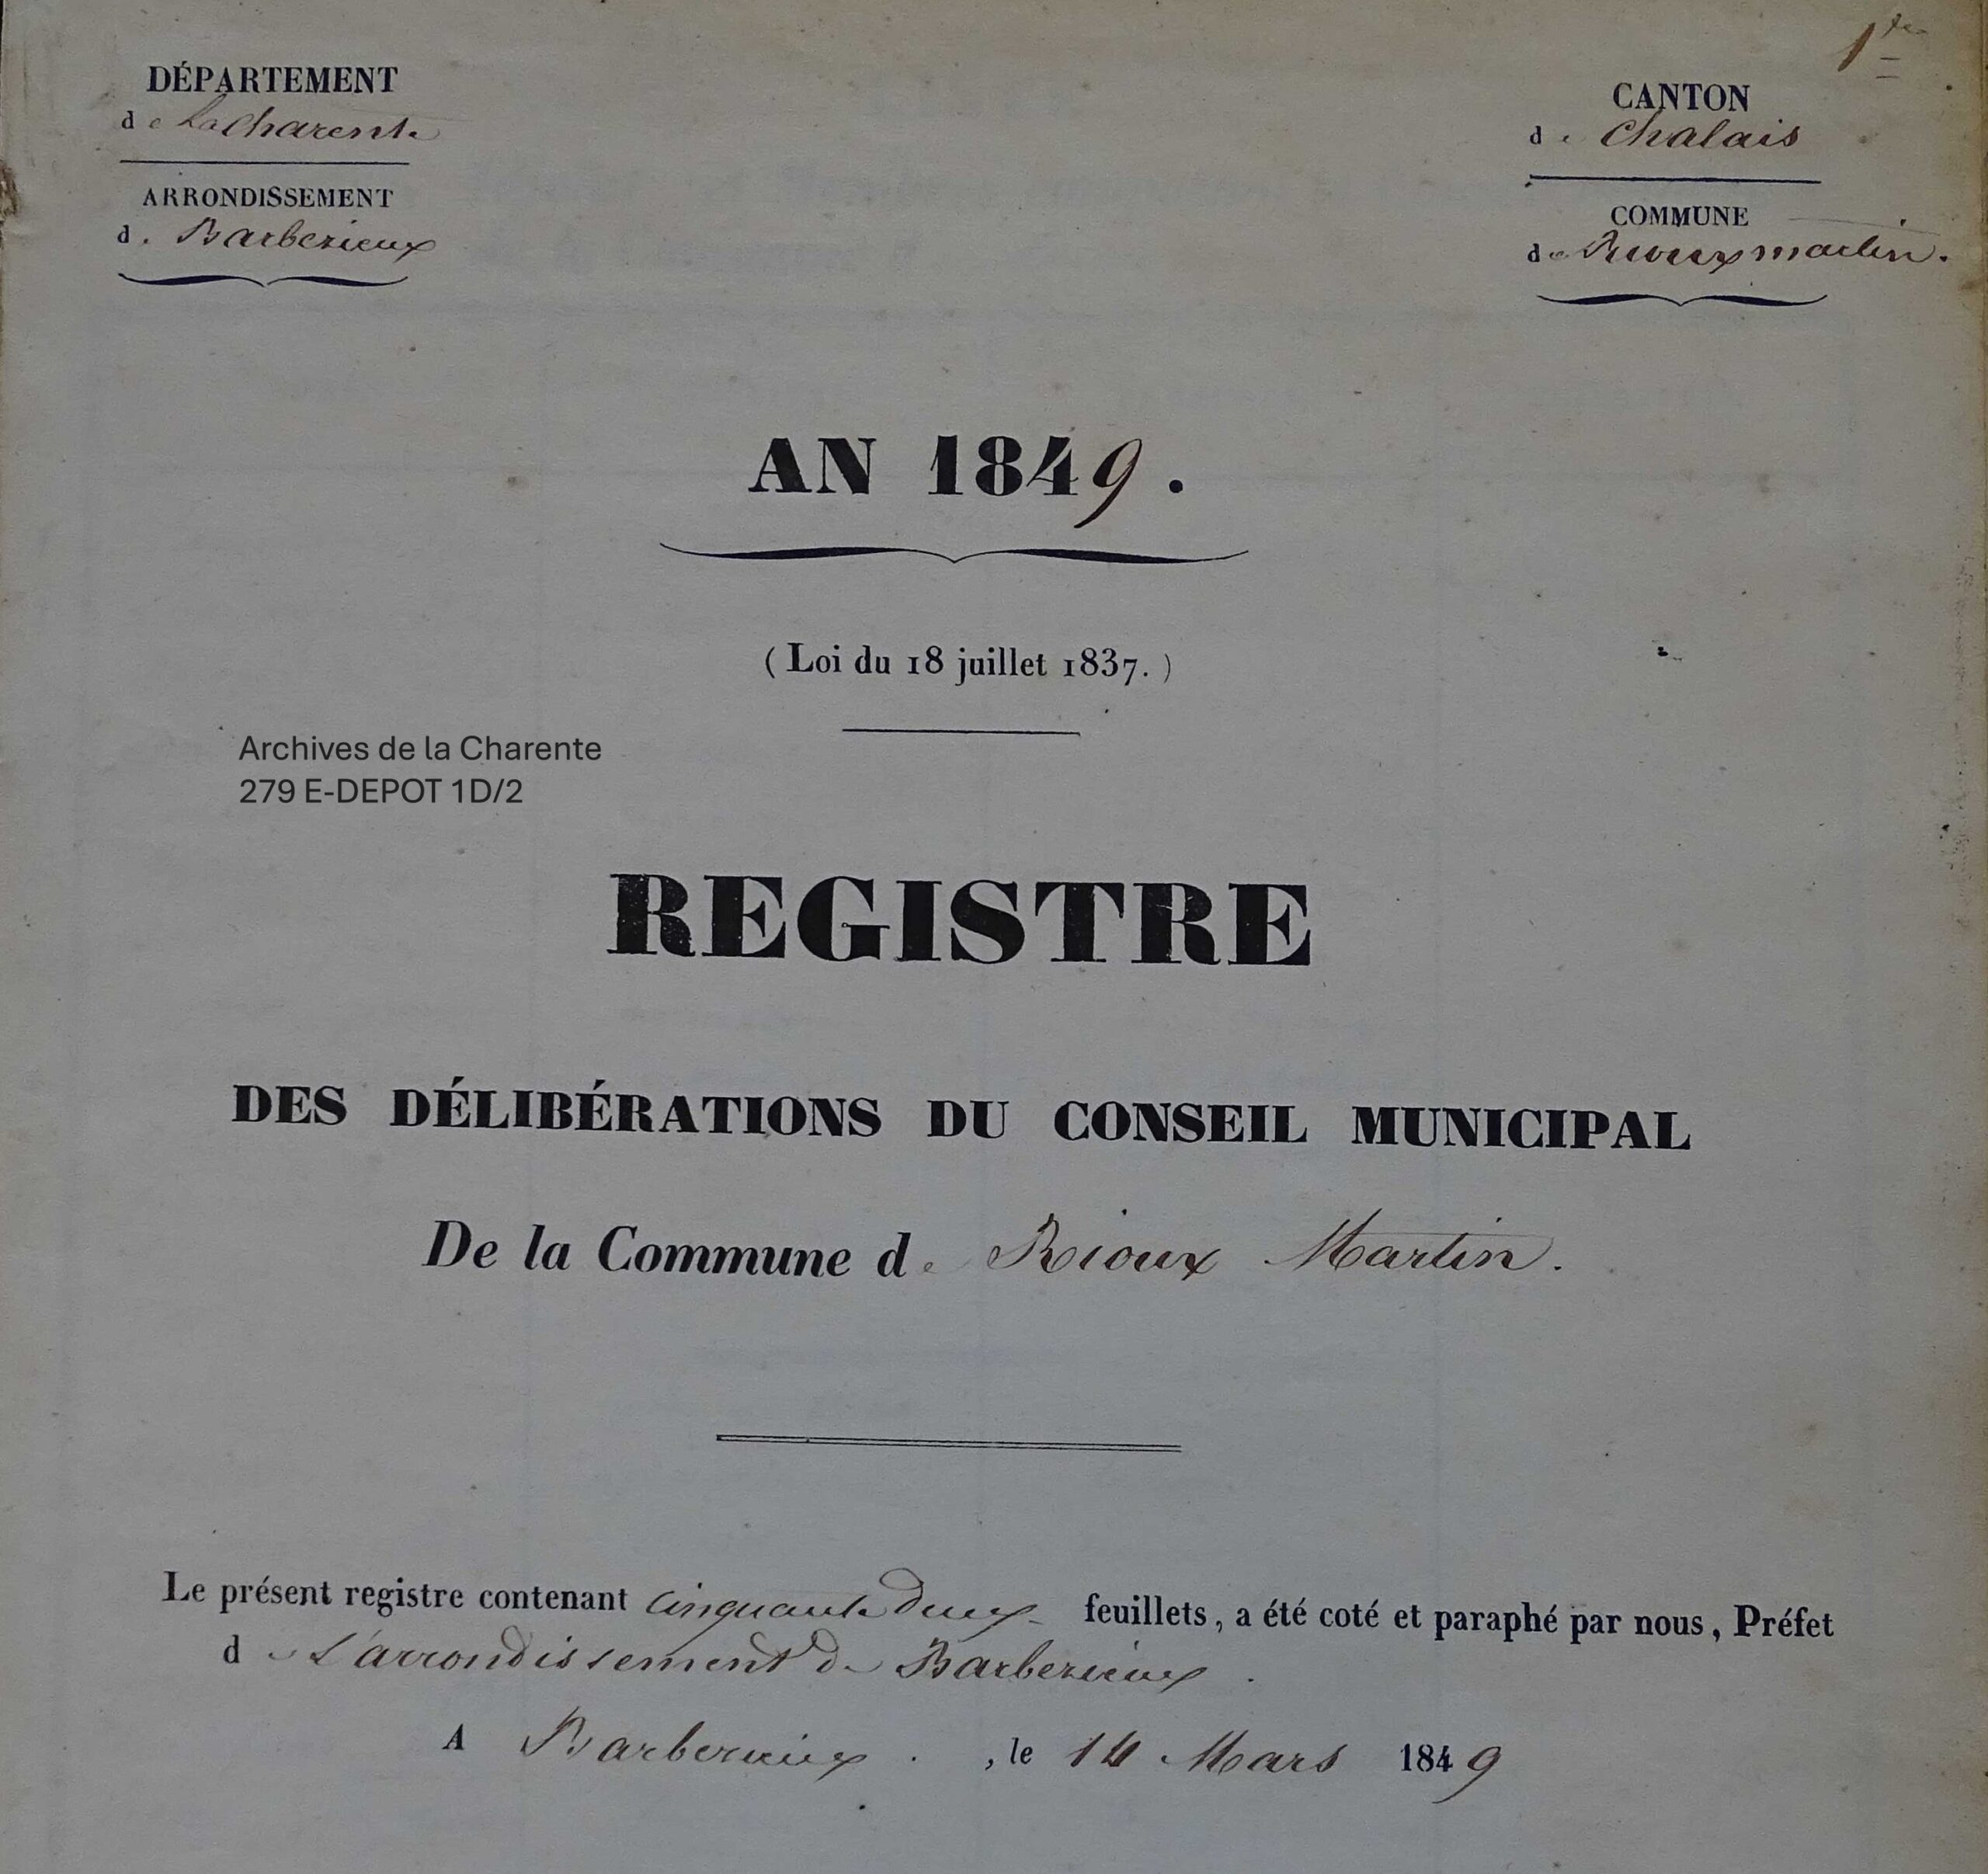 1re
DÉPARTEMENT
de La Charente
ARRONDISSEMENT
d. Barbezieux
CANTON
de Chalais
COMMUNE
de Riouxmartin.
AN 1849.
(Loi du 18 juillet 1837.)
Archives de la Charente
279 E-DEPOT 1D/2
REGISTRE
DES DÉLIBÉRATIONS DU CONSEIL MUNICIPAL
De la Commune de Rioux Martin.
Le présent registre contenant cinquante deux feuillets, a été coté et paraphé par nous, Préfet
de L'arrondissement de Barbezieux.
A Barbezieux. , le 14 Mars 1849